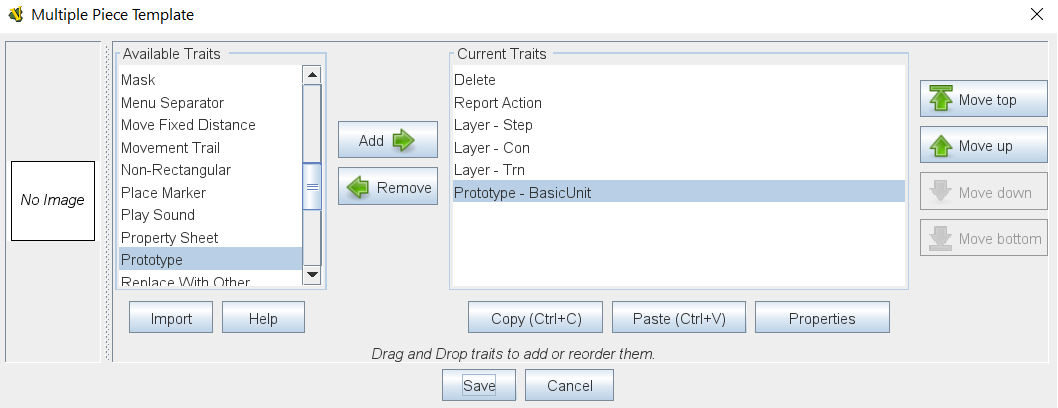 Multiple Piece Template
Available Traits
Mask
Menu Separator
Move Fixed Distance
Movement Trail
Non-Rectangular
Place Marker
Play Sound
Property Sheet
Prototype
Replace With Other
Import
Help
No Image
Add
Remove
Current Traits
Delete
Report Action
Layer - Step
Layer - Con
Layer - Trn
Prototype - BasicUnit
Copy (Ctrl+C)
Paste (Ctrl+V)
Properties
Move top
Move up
Move down
Move bottom
Drag and Drop traits to add or reorder them.
Save
Cancel